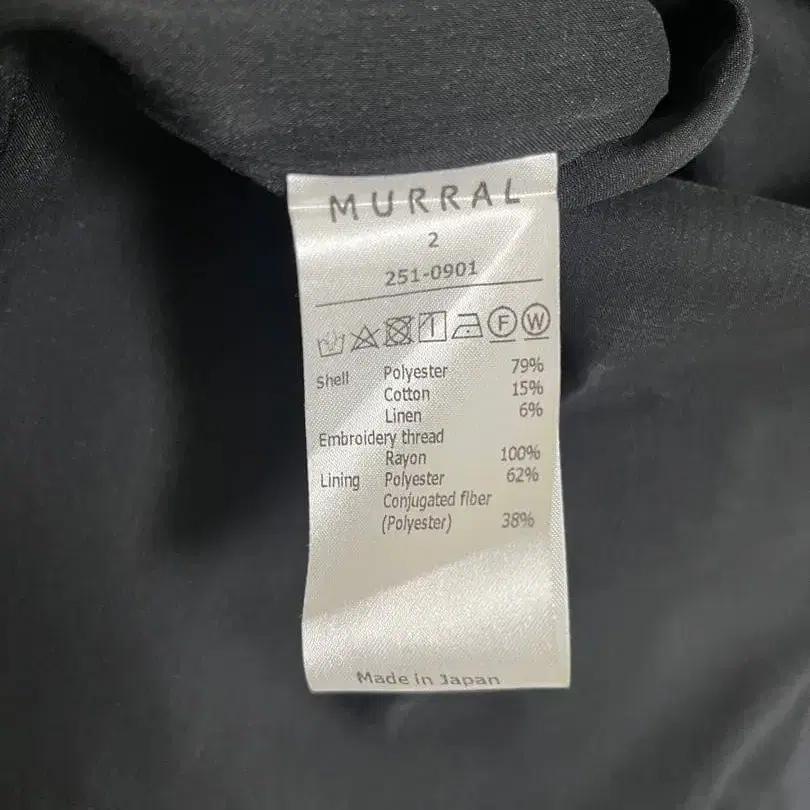 MURRAL
2
251-0901
F W
Shell Polyester 79%
Cotton 15%
Linen 6%
Embroidery thread
Rayon 100%
Lining Polyester 62%
Conjugated fiber
(Polyester) 38%
Made in Japan